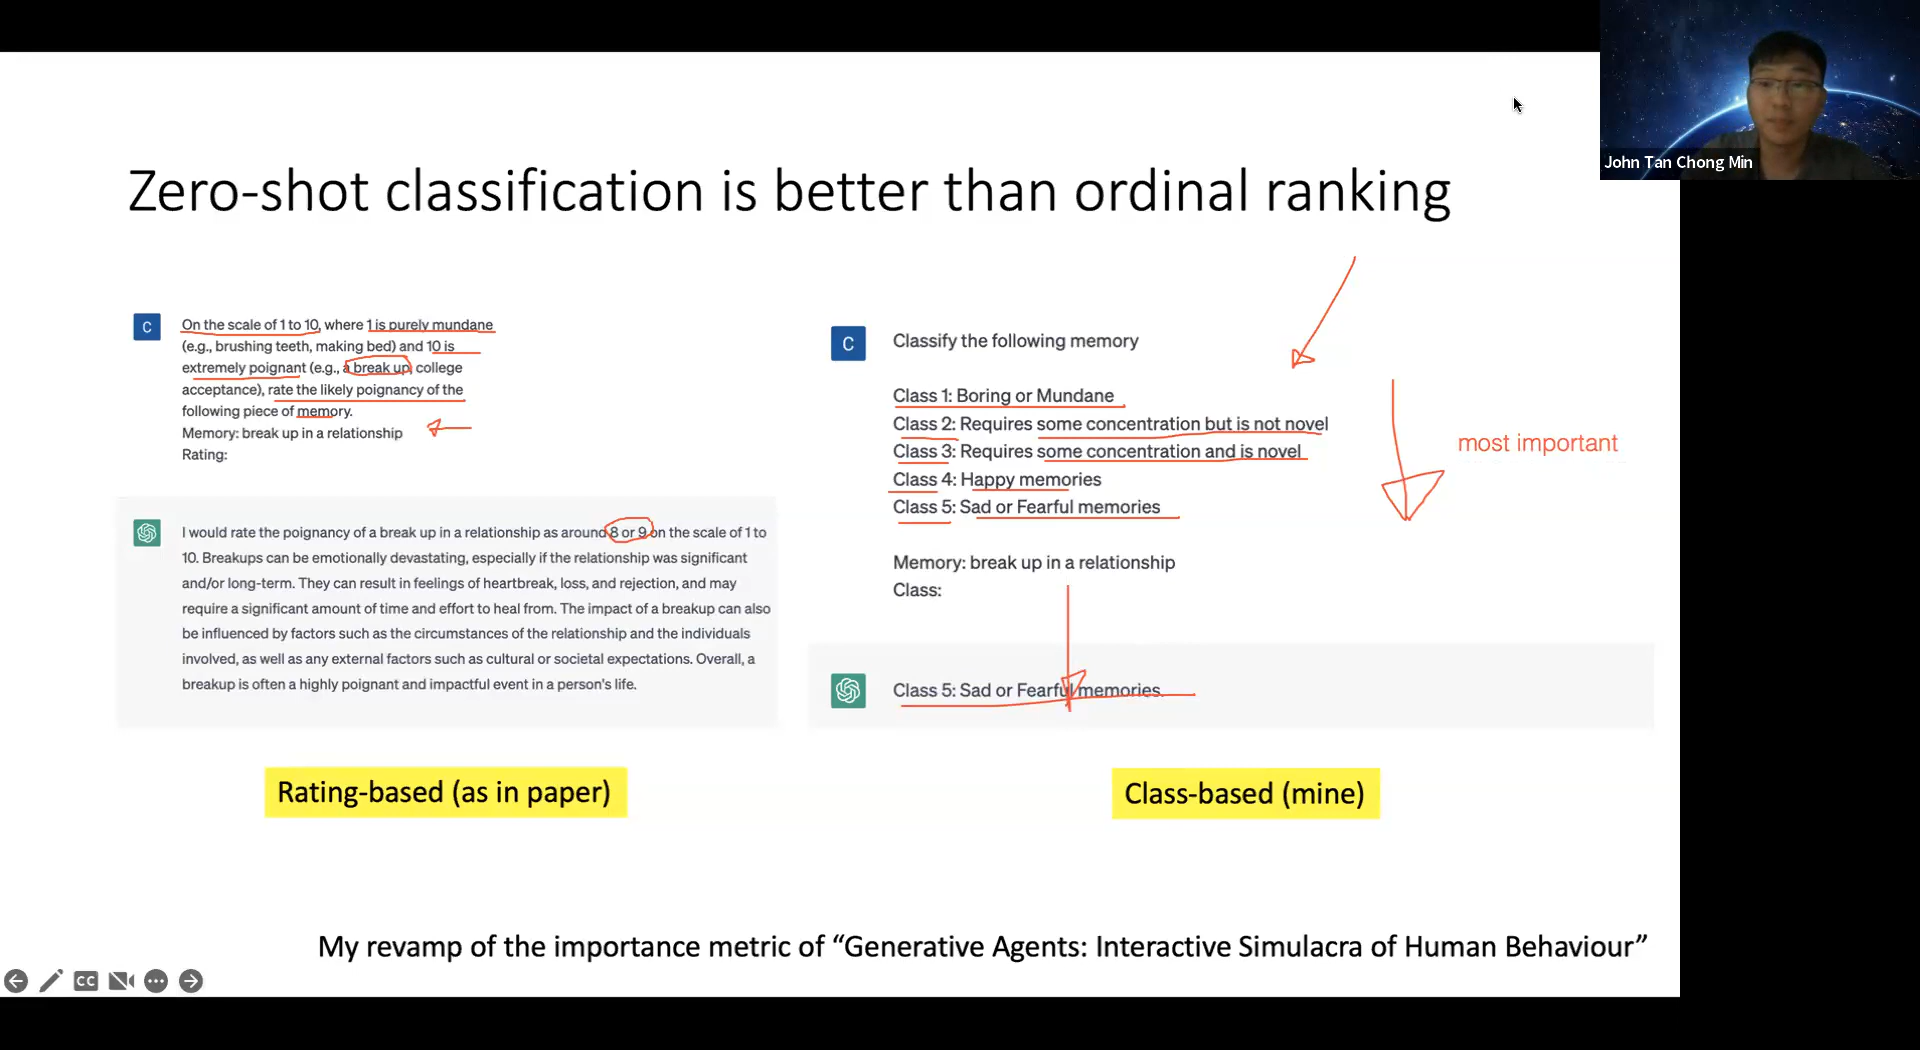 John Tan Chong Min
Zero-shot classification is better than ordinal ranking
C
On the scale of 1 to 10, where 1 is purely mundane
(e.g., brushing teeth, making bed) and 10 is
extremely poignant (e.g., a break up, college
acceptance), rate the likely poignancy of the
following piece of memory.
Memory: break up in a relationship
Rating:
I would rate the poignancy of a break up in a relationship as around 8 or 9 on the scale of 1 to
10. Breakups can be emotionally devastating, especially if the relationship was significant
and/or long-term. They can result in feelings of heartbreak, loss, and rejection, and may
require a significant amount of time and effort to heal from. The impact of a breakup can also
be influenced by factors such as the circumstances of the relationship and the individuals
involved, as well as any external factors such as cultural or societal expectations. Overall, a
breakup is often a highly poignant and impactful event in a person's life.
Rating-based (as in paper)
C
Classify the following memory
Class 1: Boring or Mundane
Class 2: Requires some concentration but is not novel
Class 3: Requires some concentration and is novel
Class 4: Happy memories
Class 5: Sad or Fearful memories
most important
Memory: break up in a relationship
Class:
Class 5: Sad or Fearful memories.
Class-based (mine)
My revamp of the importance metric of “Generative Agents: Interactive Simulacra of Human Behaviour”
CC